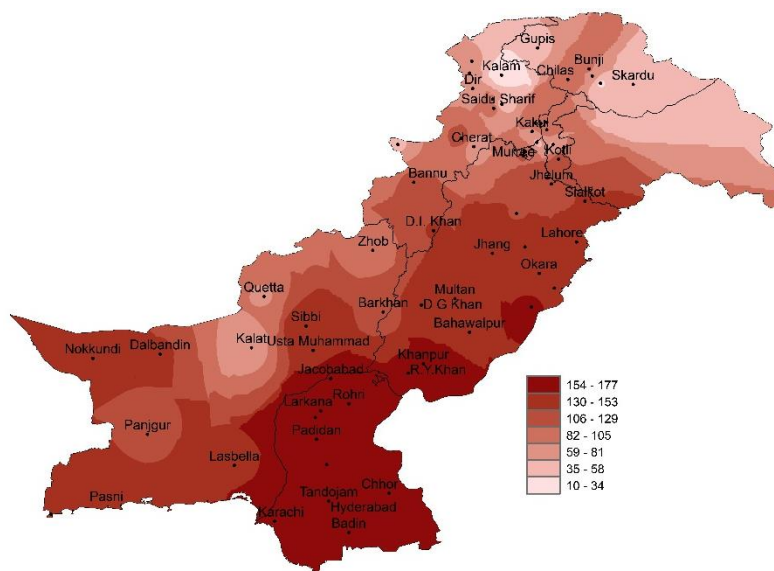 Gupis
Kalam
Chilas
Bunji
Skardu
Dir
Saidu Sharif
Kakul
Cherat
Murree
Kotli
Bannu
Jhelum
Sialkot
D.I. Khan
Lahore
Zhob
Jhang
Okara
Quetta
Multan
Barkhan
D.G Khan
Sibbi
Bahawalpur
Kalat
Usta Muhammad
Nokkundi
Dalbandin
Khanpur
Jacobabad
R.Y.Khan
Larkana
Rohri
Panjgur
Padidan
Lasbella
Pasni
Chhor
Tandojam
Hyderabad
Karachi
Badin
154 - 177
130 - 153
106 - 129
82 - 105
59 - 81
35 - 58
10 - 34